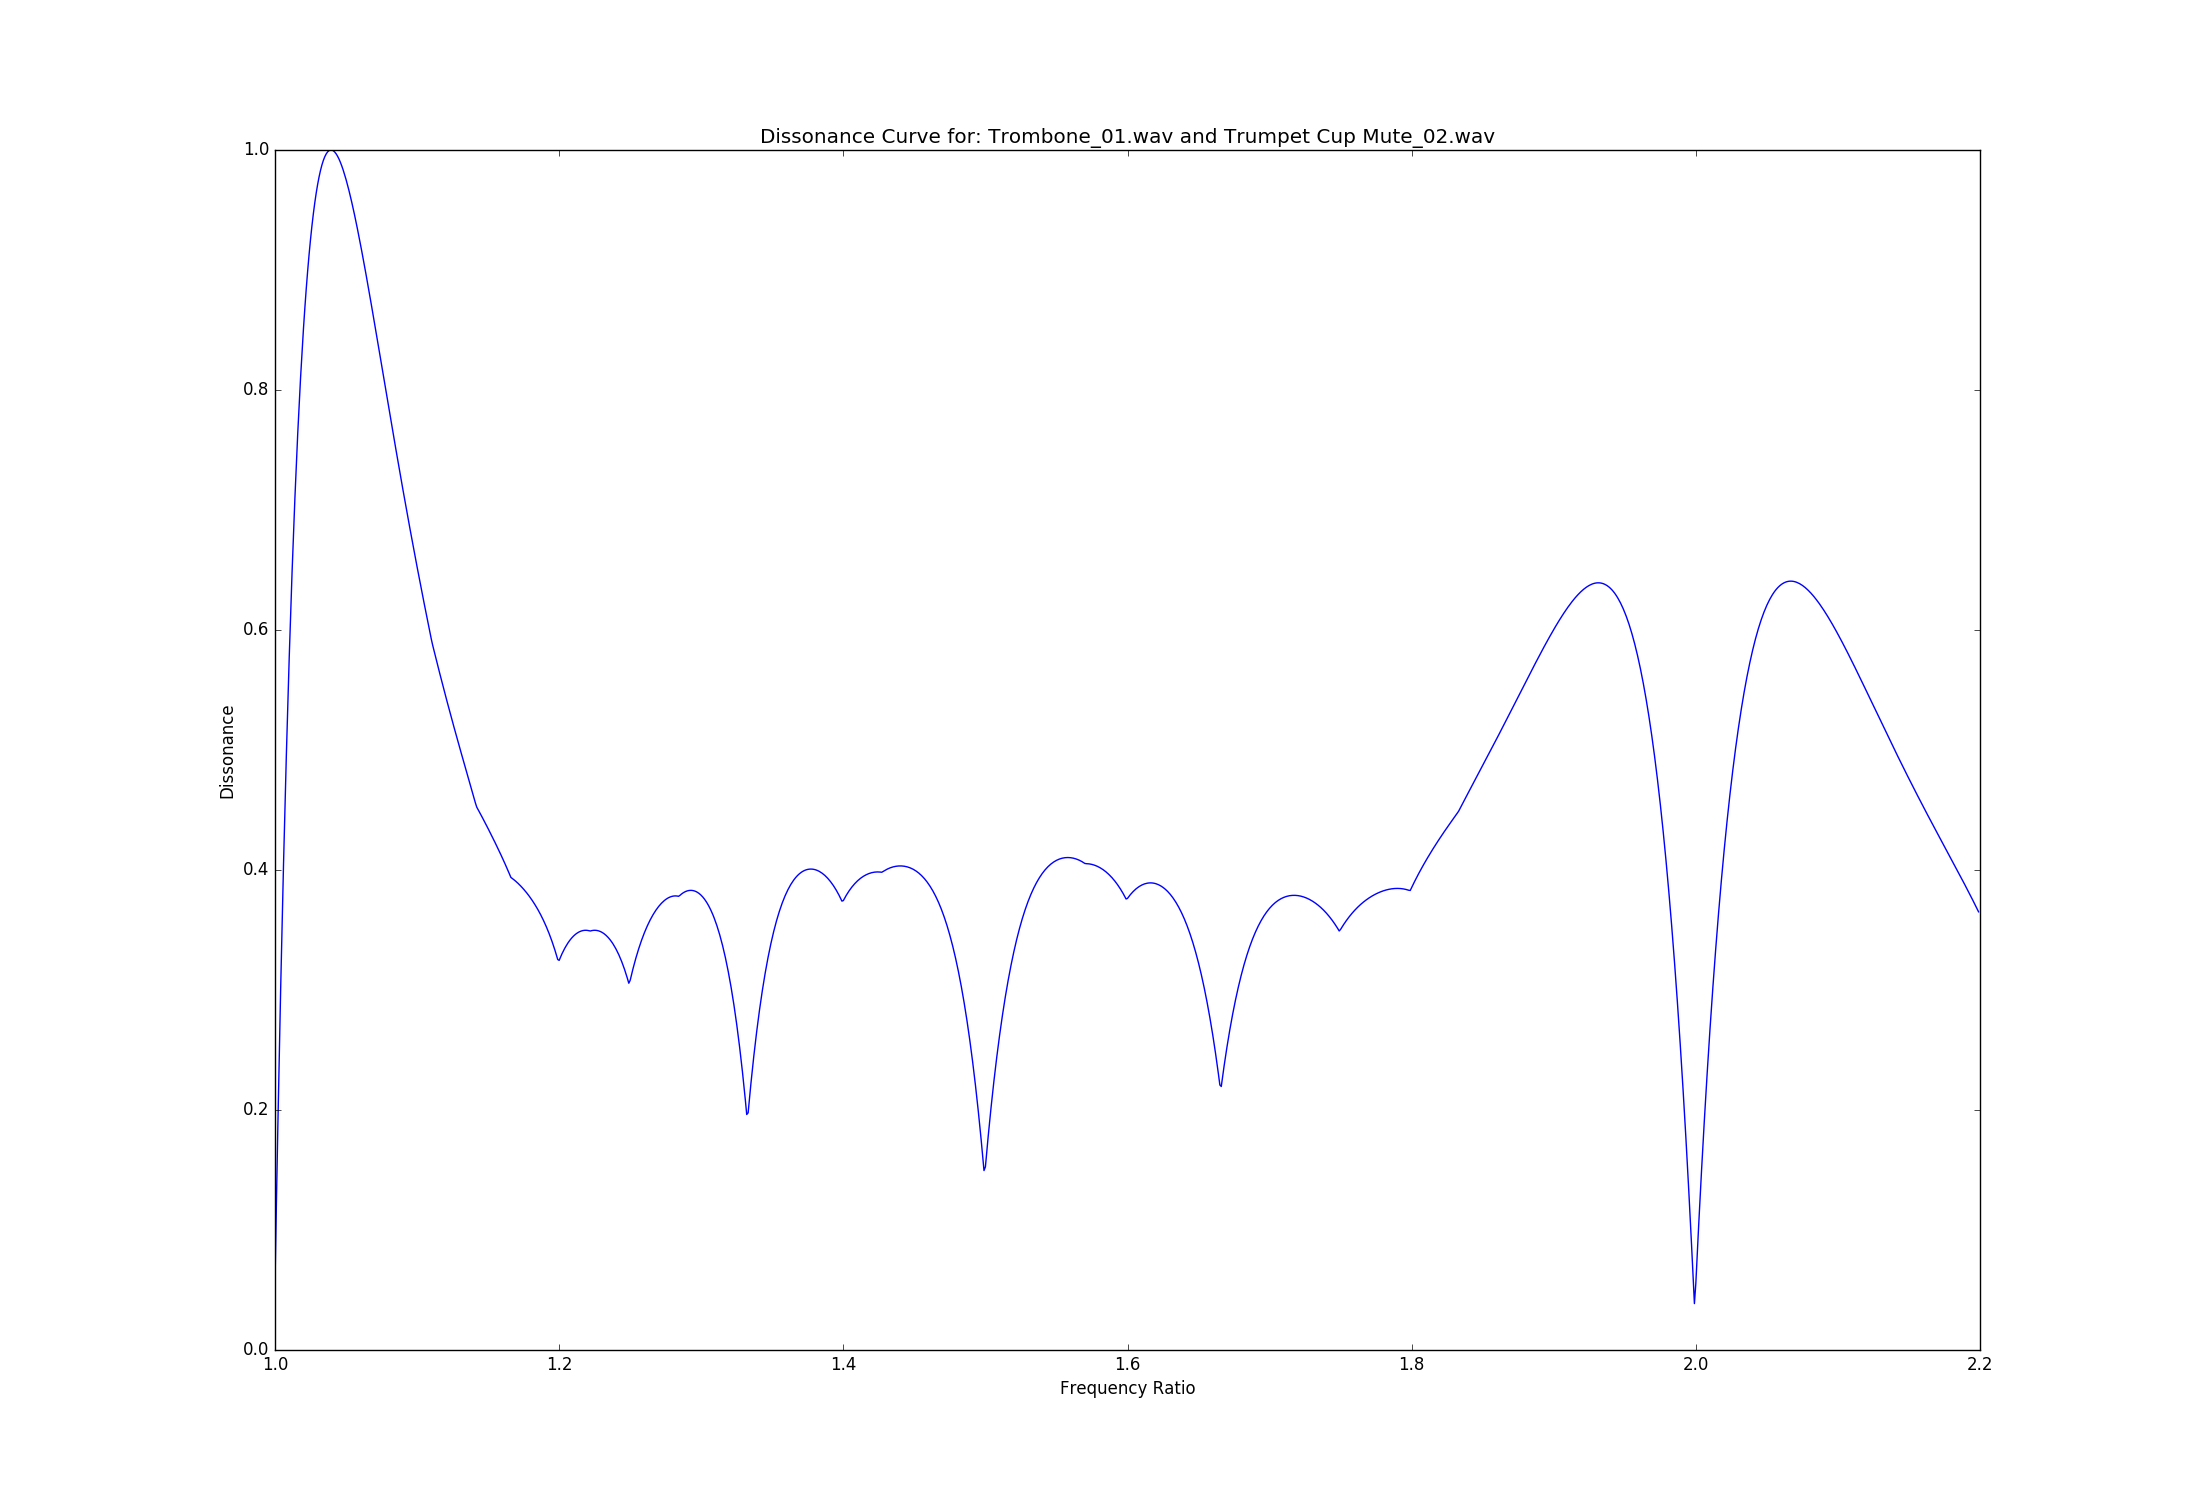 Dissonance Curve for: Trombone_01.wav and Trumpet Cup Mute_02.wav
1.0
0.8
0.6
0.4
0.2
0.0
Dissonance
1.0 1.2 1.4 1.6 1.8 2.0 2.2
Frequency Ratio